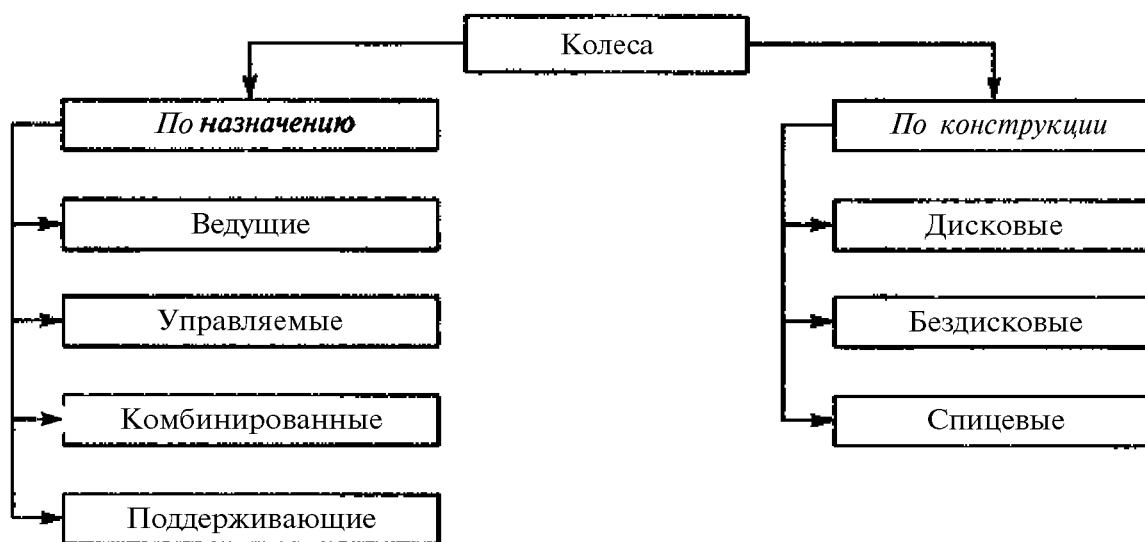 Колеса
По назначению
По конструкции
Ведущие
Дисковые
Управляемые
Бездисковые
Комбинированные
Спицевые
Поддерживающие